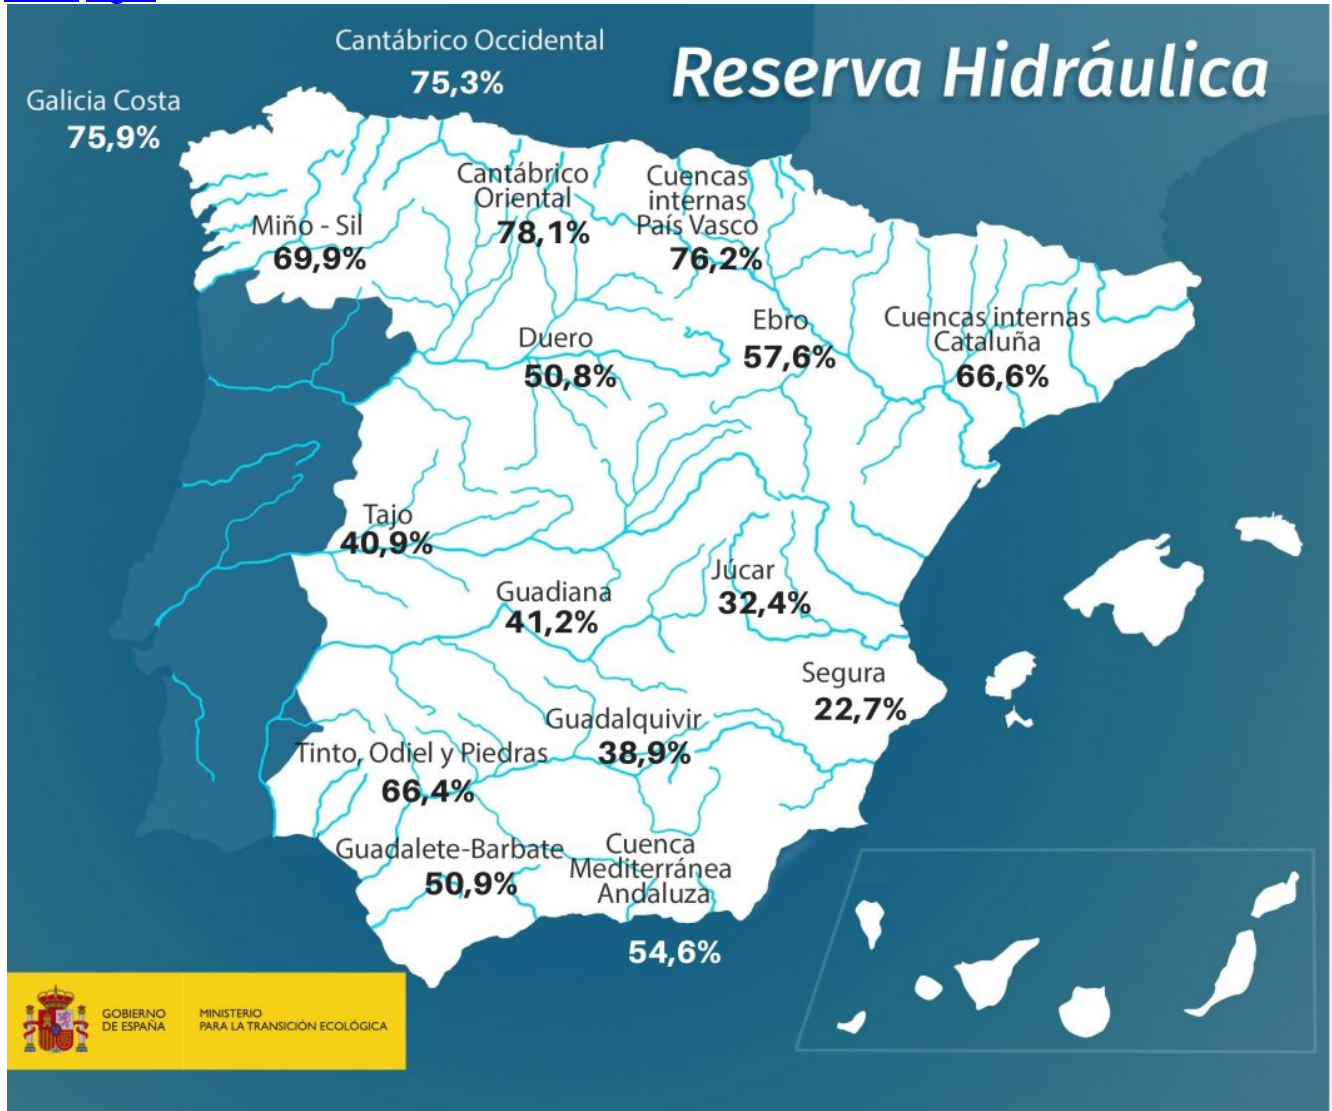 Cantábrico Occidental
75,3%
Reserva Hidráulica
Galicia Costa
75,9%
Cantábrico
Oriental
78,1%
Cuencas
internas
País Vasco
76,2%
Miño - Sil
69,9%
Duero
50,8%
Ebro
57,6%
Cuencas internas
Cataluña
66,6%
Tajo
40,9%
Guadiana
41,2%
Júcar
32,4%
Segura
22,7%
Guadalquivir
38,9%
Tinto, Odiel y Piedras
66,4%
Guadalete-Barbate
50,9%
Cuenca
Mediterránea
Andaluza
54,6%
GOBIERNO
DE ESPAÑA
MINISTERIO
PARA LA TRANSICIÓN ECOLÓGICA